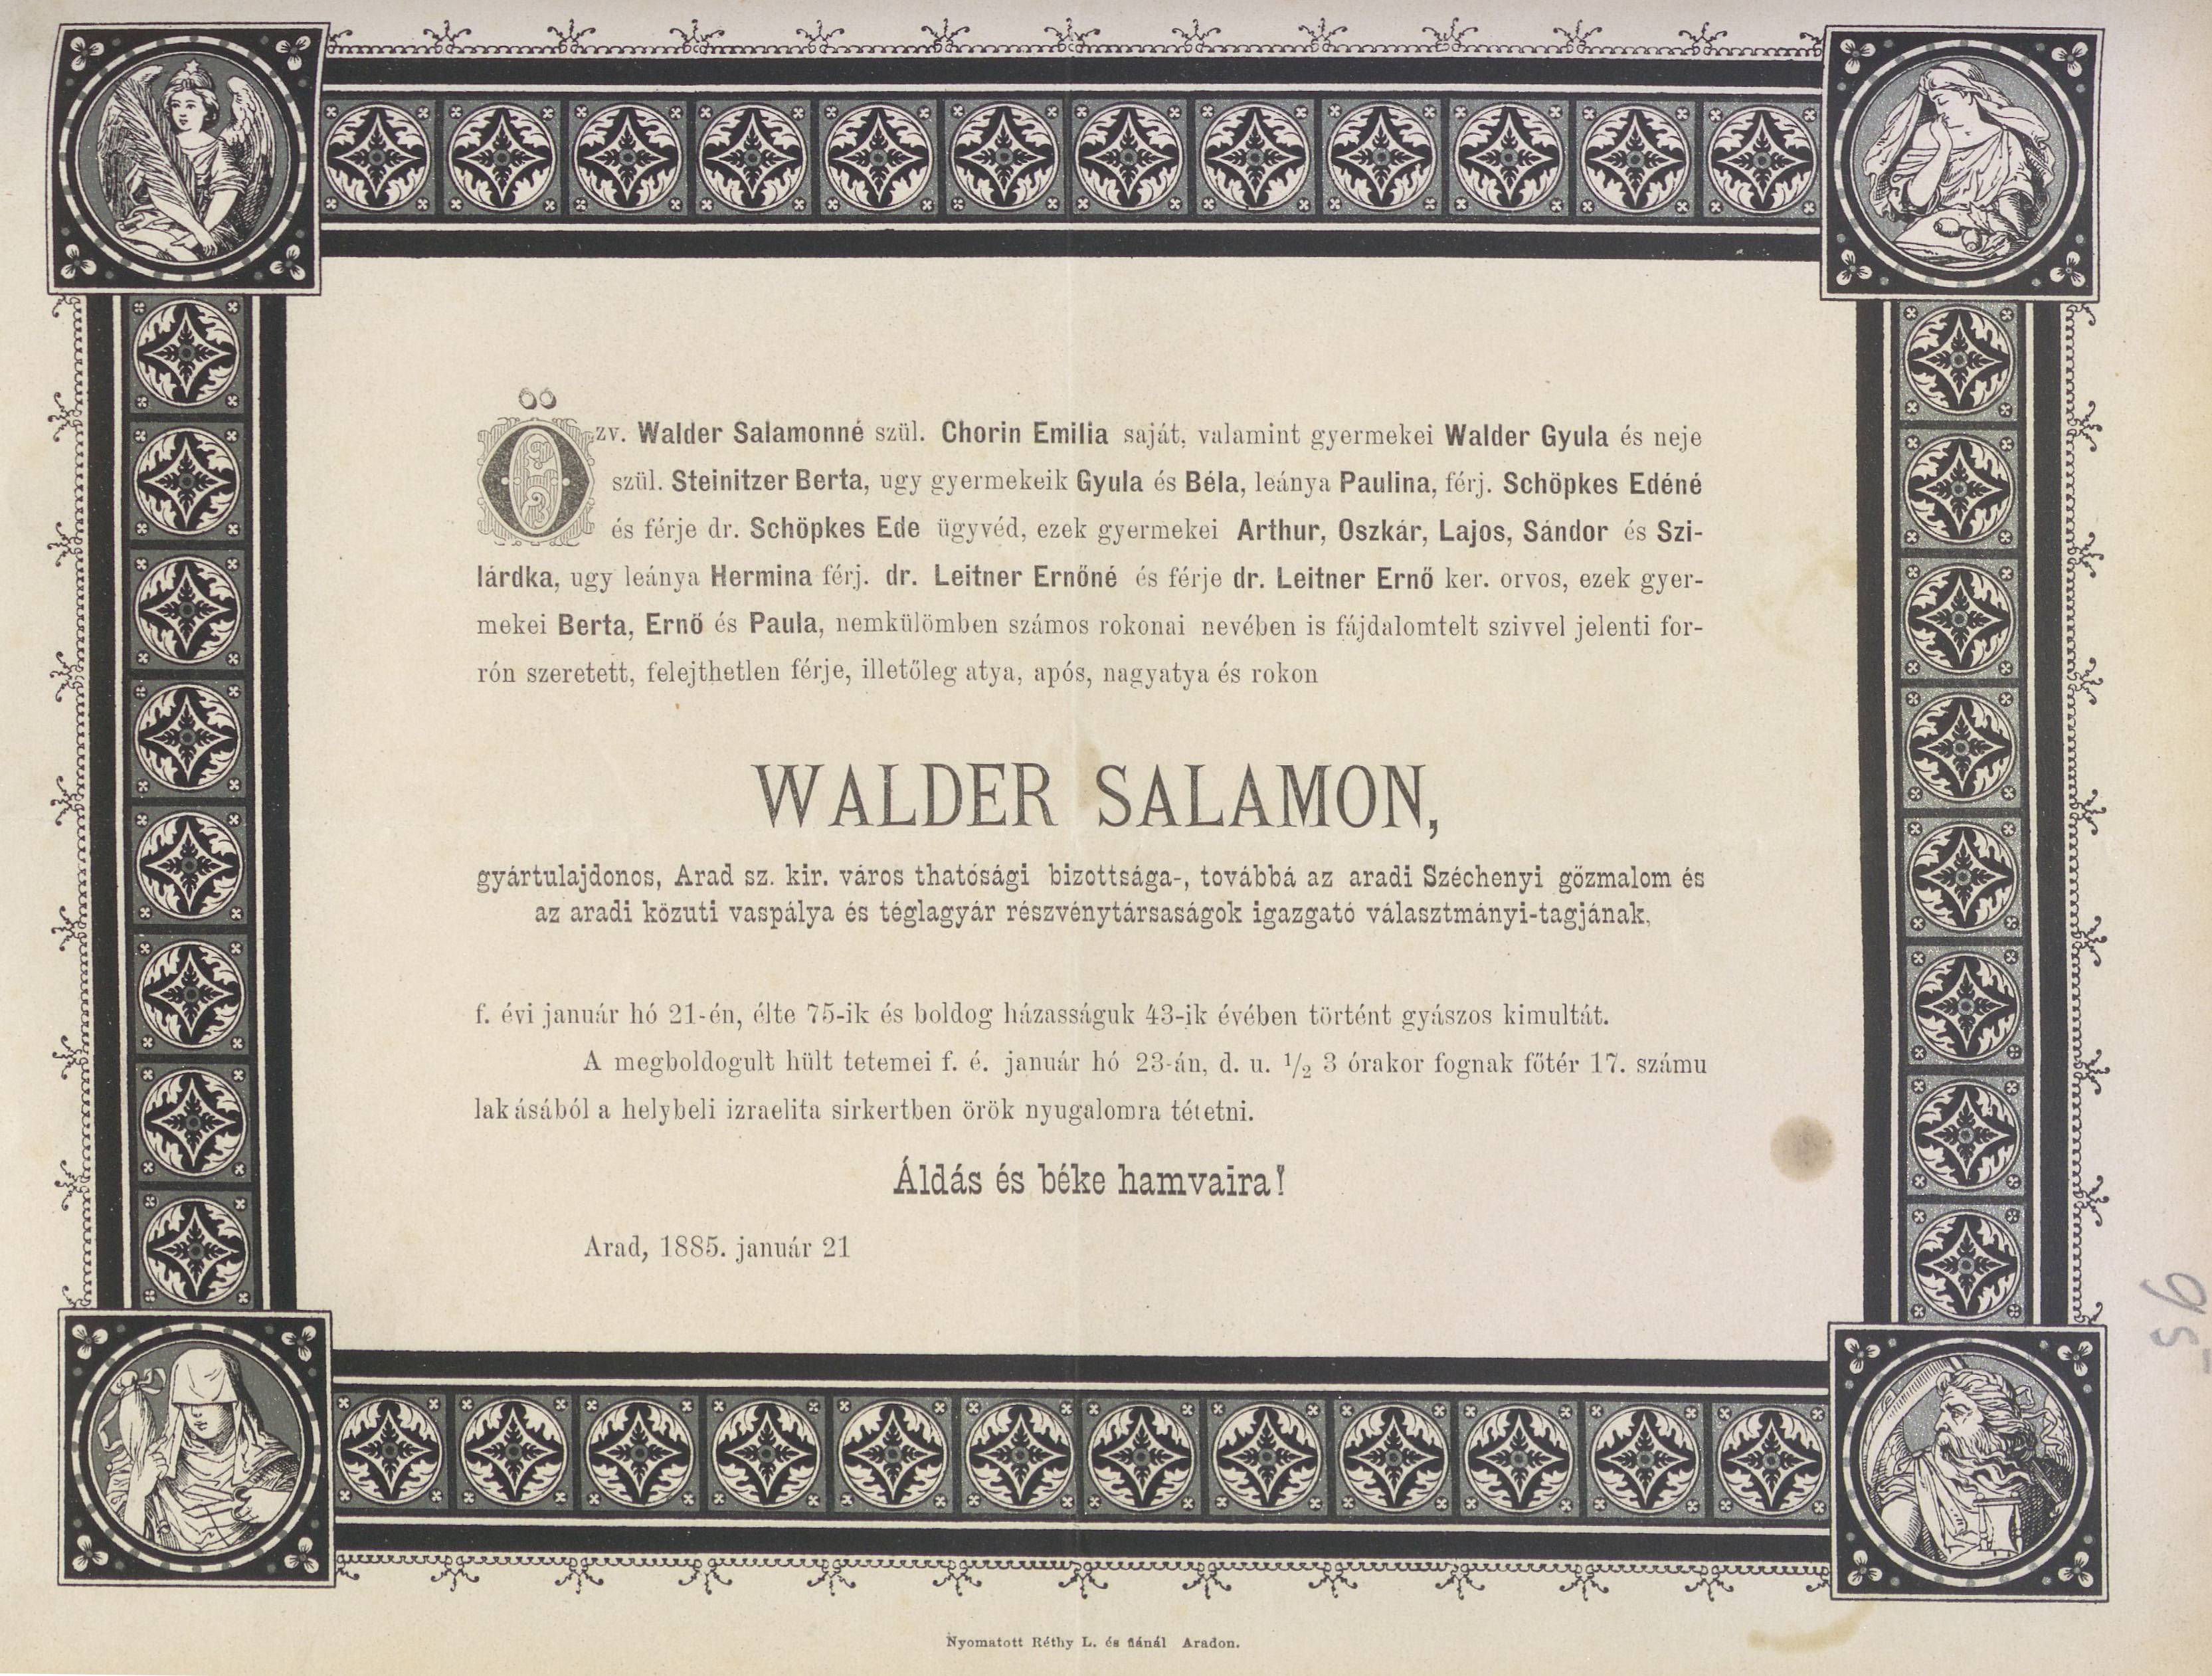 Özv. Walder Salamonné szül. Chorin Emilia saját, valamint gyermekei Walder Gyula és neje
szül. Steinitzer Berta, ugy gyermekeik Gyula és Béla, leánya Paulina, férj. Schöpkes Edéné
és férje dr. Schöpkes Ede ügyvéd, ezek gyermekei Arthur, Oszkár, Lajos, Sándor és Szi-
lárdka, ugy leánya Hermina férj. dr. Leitner Ernőné és férje dr. Leitner Ernő ker. orvos, ezek gyer-
mekei Berta, Ernő és Paula, nemkülömben számos rokonai nevében is fájdalomtelt szivvel jelenti for-
rón szeretett, felejthetlen férje, illetőleg atya, após, nagyatya és rokon
WALDER SALAMON,
gyártulajdonos, Arad sz. kir. város thatósági bizottsága-, továbbá az aradi Széchenyi gőzmalom és
az aradi közuti vaspálya és téglagyár részvénytársaságok igazgató választmányi-tagjának,
f. évi január hó 21-én, élte 75-ik és boldog házasságuk 43-ik évében történt gyászos kimultát.
A megboldogult hült tetemei f. é. január hó 23-án, d. u. 1/2 3 órakor fognak főtér 17. számu
lakásából a helybeli izraelita sirkertben örök nyugalomra tétetni.
Áldás és béke hamvaira!
Arad, 1885. január 21
Nyomatott Réthy L. és fiánál Aradon.
95